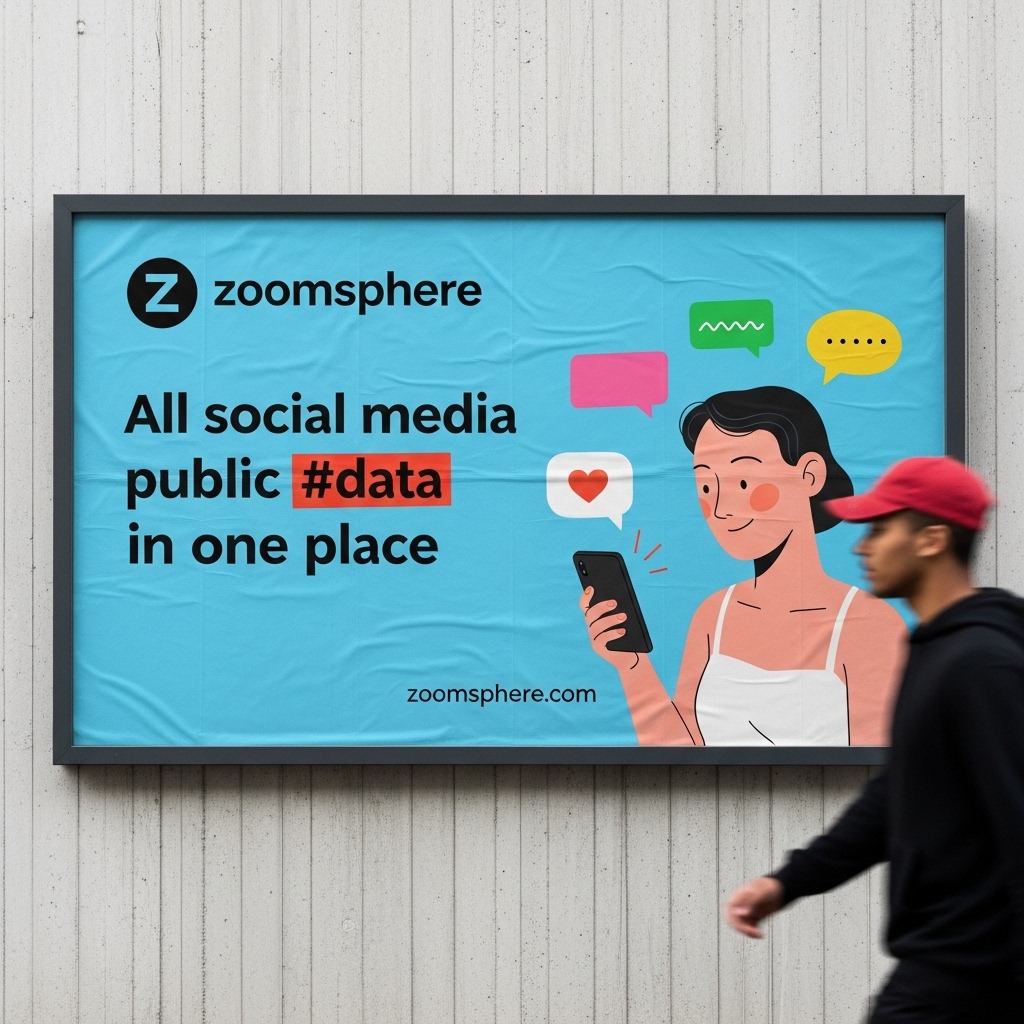 Z zoomsphere
All social media
public #data
in one place
zoomsphere.com